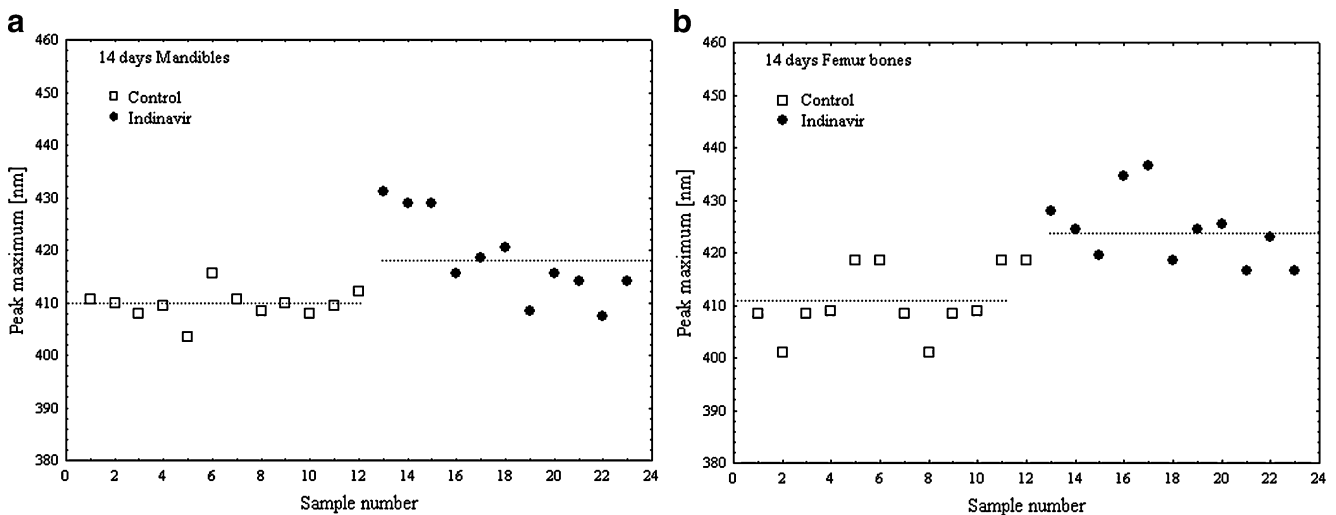 a
460
450
440
430
420
410
400
390
380
Peak maximum [nm]
14 days Mandibles
Control
Indinavir
0 2 4 6 8 10 12 14 16 18 20 22 24
Sample number
b
460
450
440
430
420
410
400
390
380
Peak maximum [nm]
14 days Femur bones
Control
Indinavir
0 2 4 6 8 10 12 14 16 18 20 22 24
Sample number